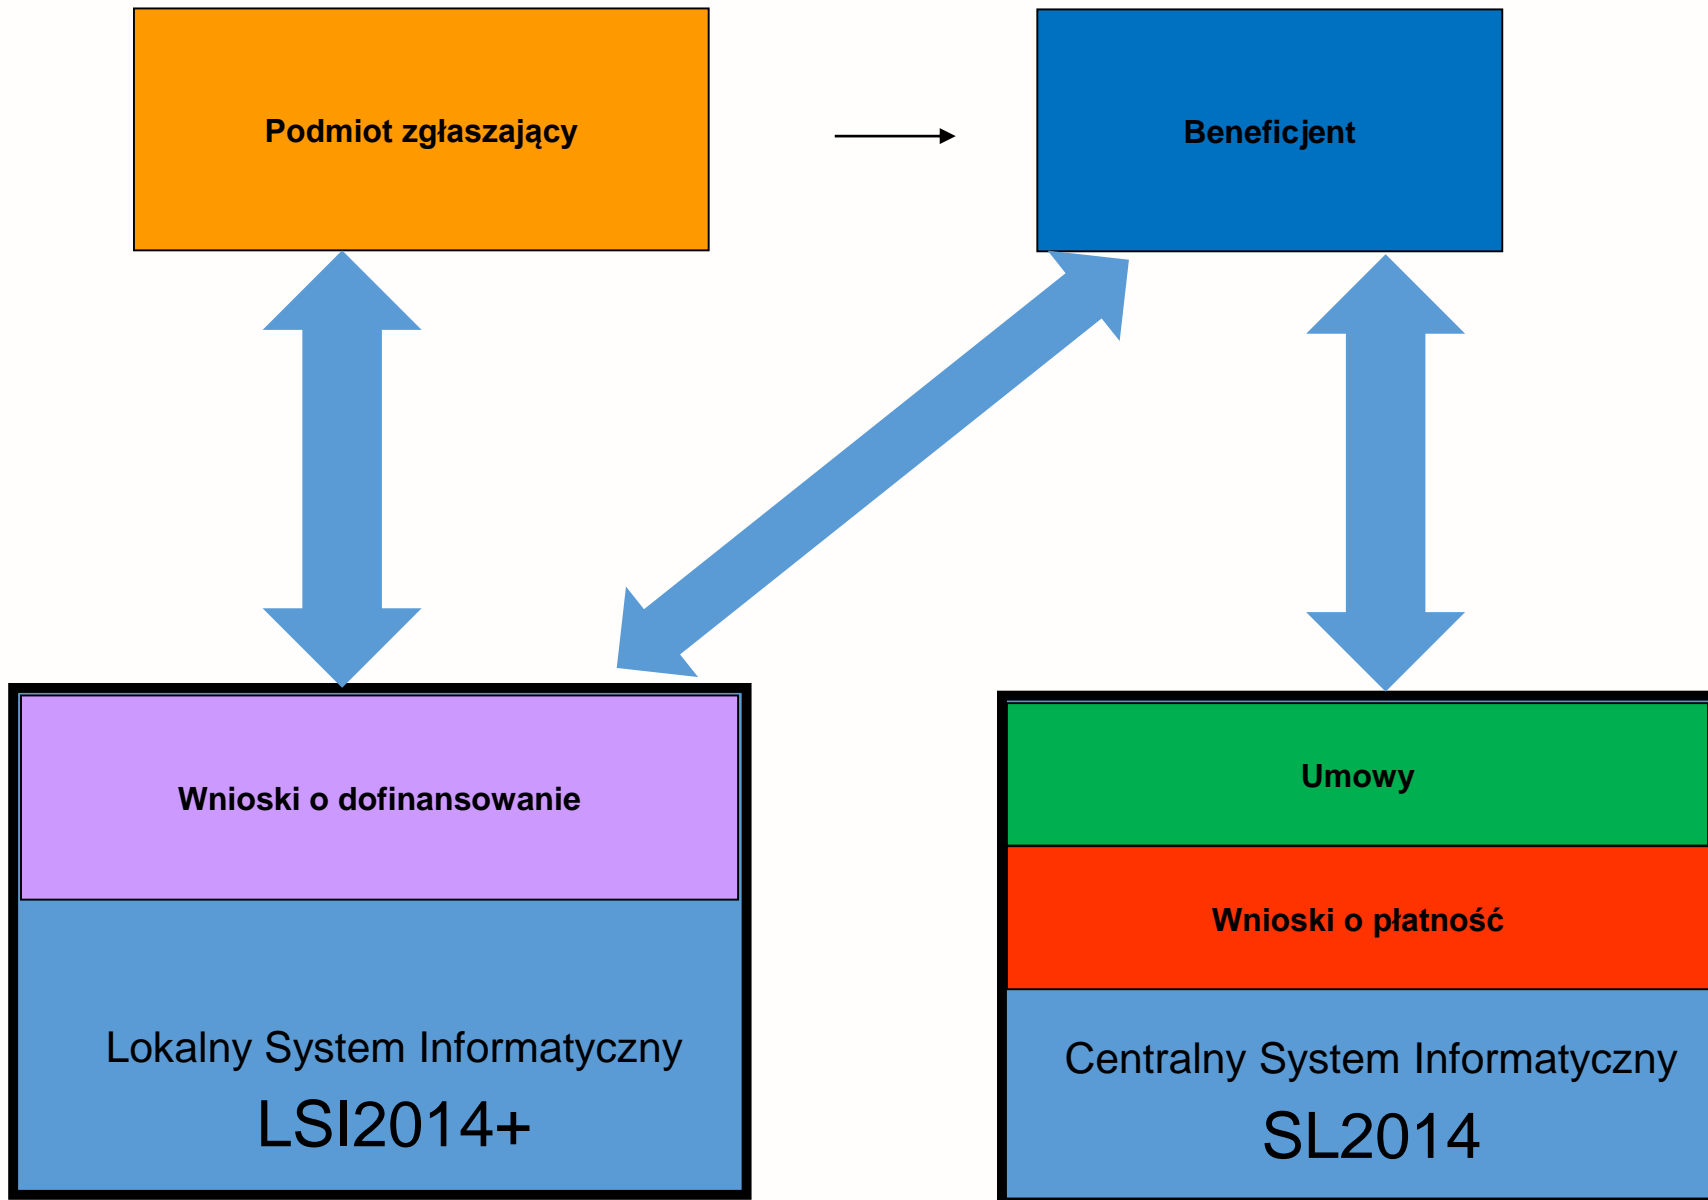 Podmiot zgłaszający
Beneficjent
Wnioski o dofinansowanie
Lokalny System Informatyczny
LSI2014+
Umowy
Wnioski o płatność
Centralny System Informatyczny
SL2014